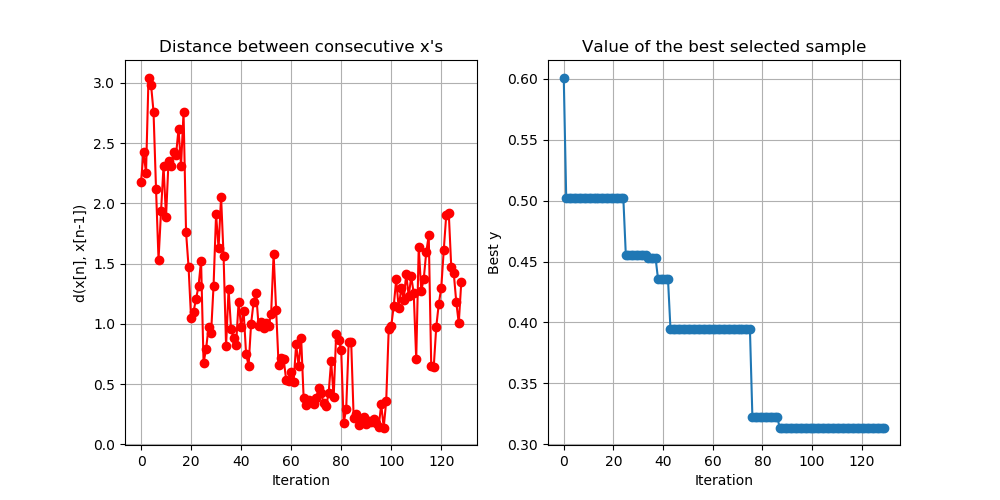 Distance between consecutive x's
d(x[n], x[n-1])
3.0
2.5
2.0
1.5
1.0
0.5
0.0
0 20 40 60 80 100 120
Iteration
Value of the best selected sample
Best y
0.60
0.55
0.50
0.45
0.40
0.35
0.30
0 20 40 60 80 100 120
Iteration